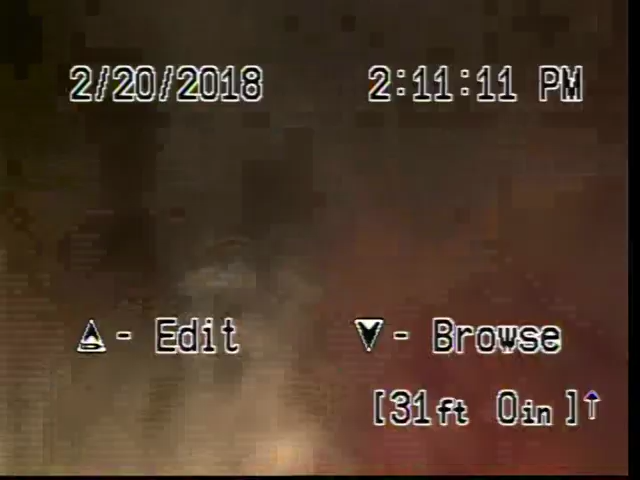 2/20/2018 2:11:11 PM
▲- Edit ▼- Browse
[31ft 0in]↑